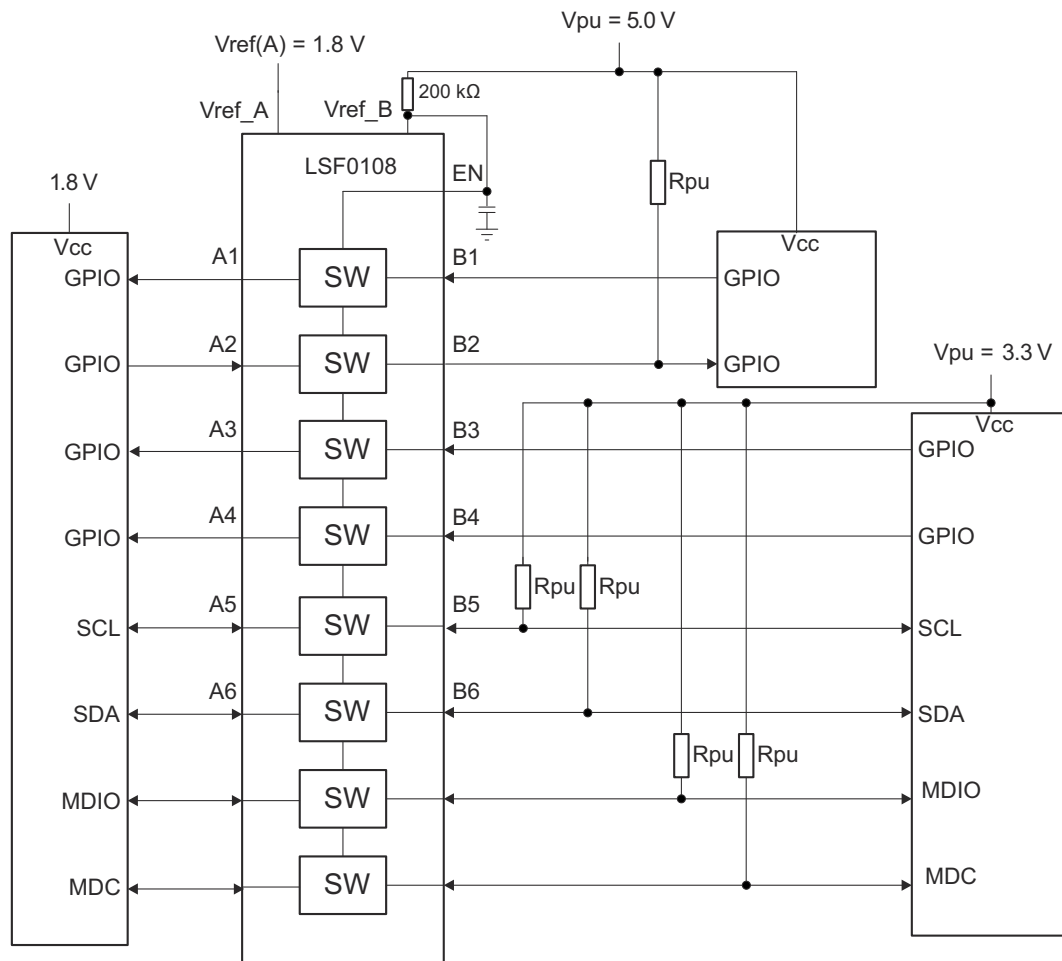 Vpu = 5.0 V
Vref(A) = 1.8 V
200 kΩ
Vref_A
Vref_B
LSF0108
EN
Rpu
1.8 V
Vcc
Vcc
GPIO
A1
SW
B1
GPIO
GPIO
A2
SW
B2
GPIO
Vpu = 3.3 V
Vcc
GPIO
A3
SW
B3
GPIO
GPIO
A4
SW
B4
GPIO
Rpu
Rpu
SCL
A5
SW
B5
SCL
SDA
A6
SW
B6
SDA
Rpu
Rpu
MDIO
SW
MDIO
MDC
SW
MDC